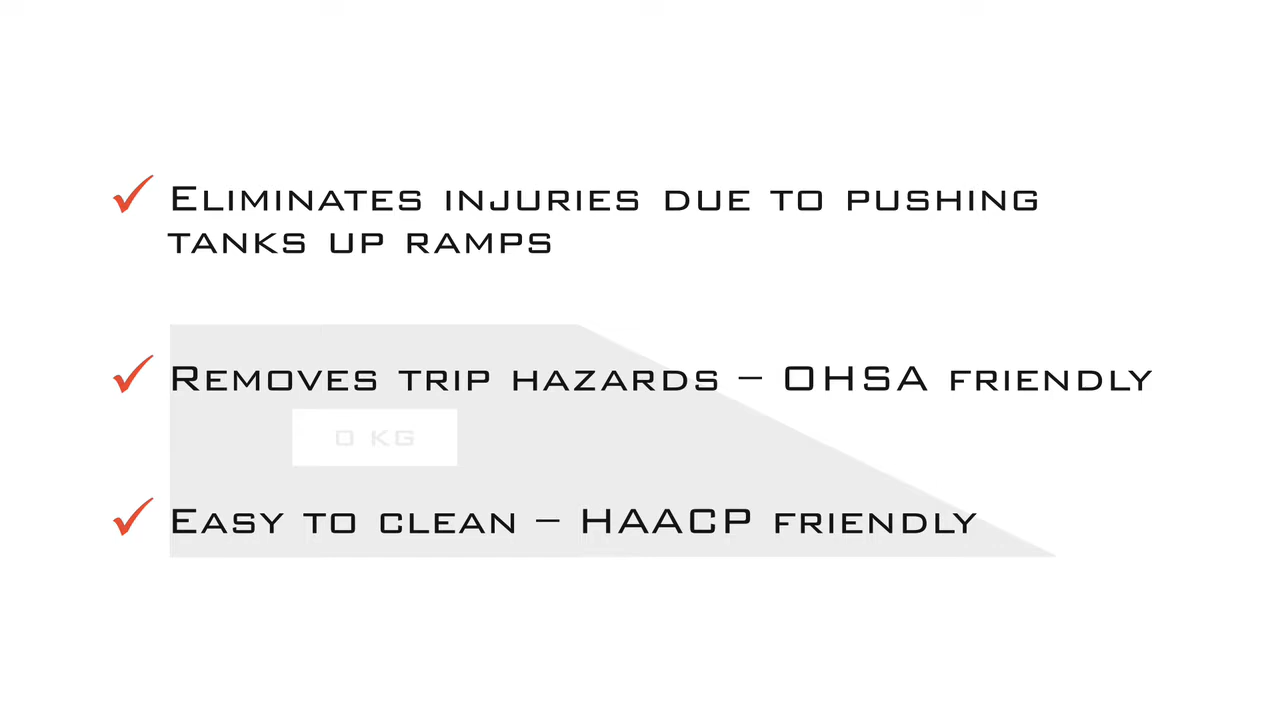 ✓ Eliminates injuries due to pushing
tanks up ramps
✓ Removes trip hazards – OHSA friendly
0 kg
✓ Easy to clean – HAACP friendly